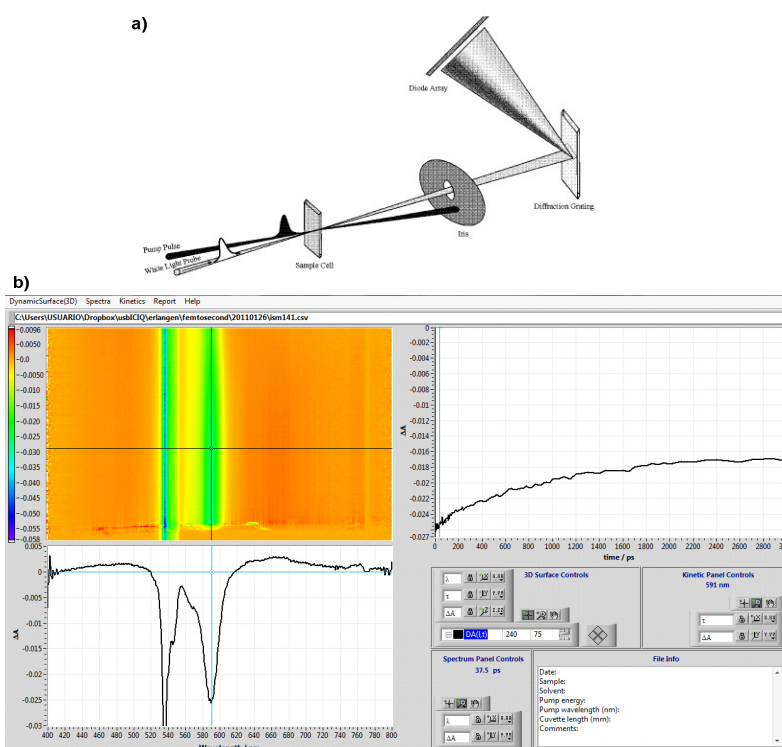 a)
Diode Array
Diffraction Grating
Iris
Pump Pulse
White Light Probe
Sample Cell
b)
DynamicSurface(3D) Spectra Kinetics Report Help
C:\Users\USUARIO\Dropbox\usbICIQ\erlangen\femtosecond\20110126\ism141.csv
0.0096
-0.0050
-0.0
-0.005
-0.010
-0.015
-0.020
-0.025
-0.030
-0.035
-0.040
-0.045
-0.050
-0.055
-0.058
0
-0.002
-0.004
-0.006
-0.008
-0.01
-0.012
-0.014
-0.016
-0.018
-0.02
-0.022
-0.024
-0.027
ΔA
0 200 400 600 800 1000 1200 1400 1600 1800 2000 2200 2400 2600 2800
time / ps
0.005
0
-0.005
-0.01
-0.015
-0.02
-0.025
-0.03
ΔA
400 420 440 460 480 500 520 540 560 580 600 620 640 660 680 700 720 740 760 780 800
3D Surface Controls
λ
τ
ΔA
DA(l,t) 240 75
Kinetic Panel Controls
591 nm
τ
ΔA
Spectrum Panel Controls
37.5 ps
λ
ΔA
File Info
Date:
Sample:
Solvent:
Pump energy:
Pump wavelength (nm):
Cuvette length (mm):
Comments: